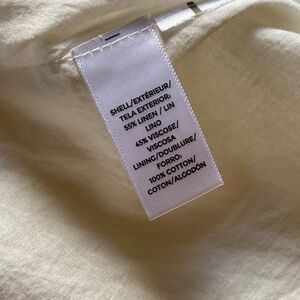 SHELL/EXTÉRIEUR/
TELA EXTERIOR:
55% LINEN / LIN
LINO
45% VISCOSE/
VISCOSA
LINING/DOUBLURE/
FORRO:
100% COTTON/
COTON/ALGODÓN